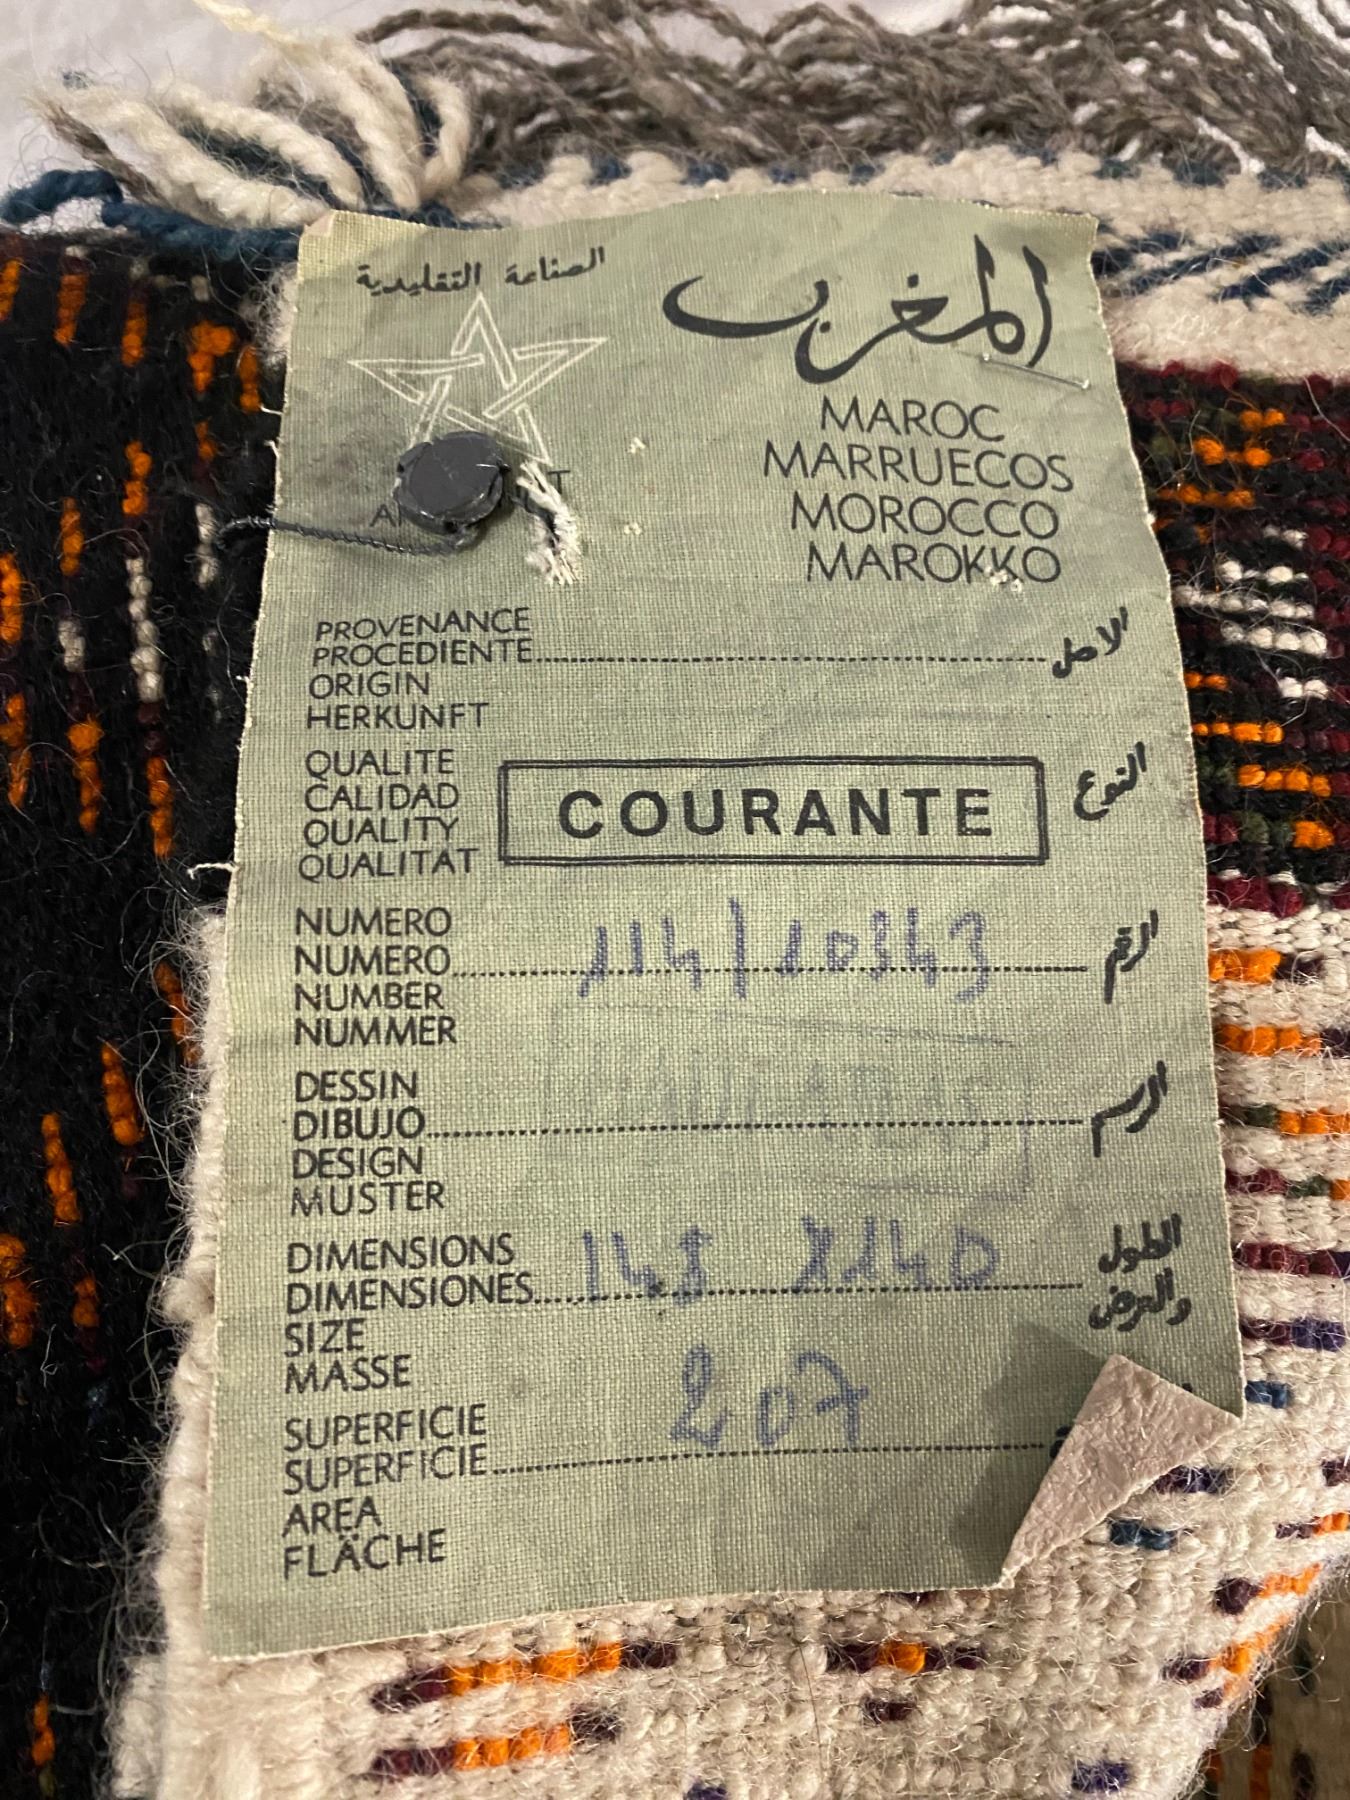 الصناعة التقليدية
المغرب
MAROC
MARRUECOS
MOROCCO
MAROKKO
PROVENANCE
PROCEDIENTE
ORIGIN
HERKUNFT
الاصل
QUALITE
CALIDAD
QUALITY
QUALITAT
COURANTE
النوع
NUMERO
NUMERO
NUMBER
NUMMER
114/10343
الرقم
DESSIN
DIBUJO
DESIGN
MUSTER
الرسم
DIMENSIONS
DIMENSIONES
SIZE
MASSE
148 X140
الطول
والعرض
SUPERFICIE
SUPERFICIE
AREA
FLÄCHE
207